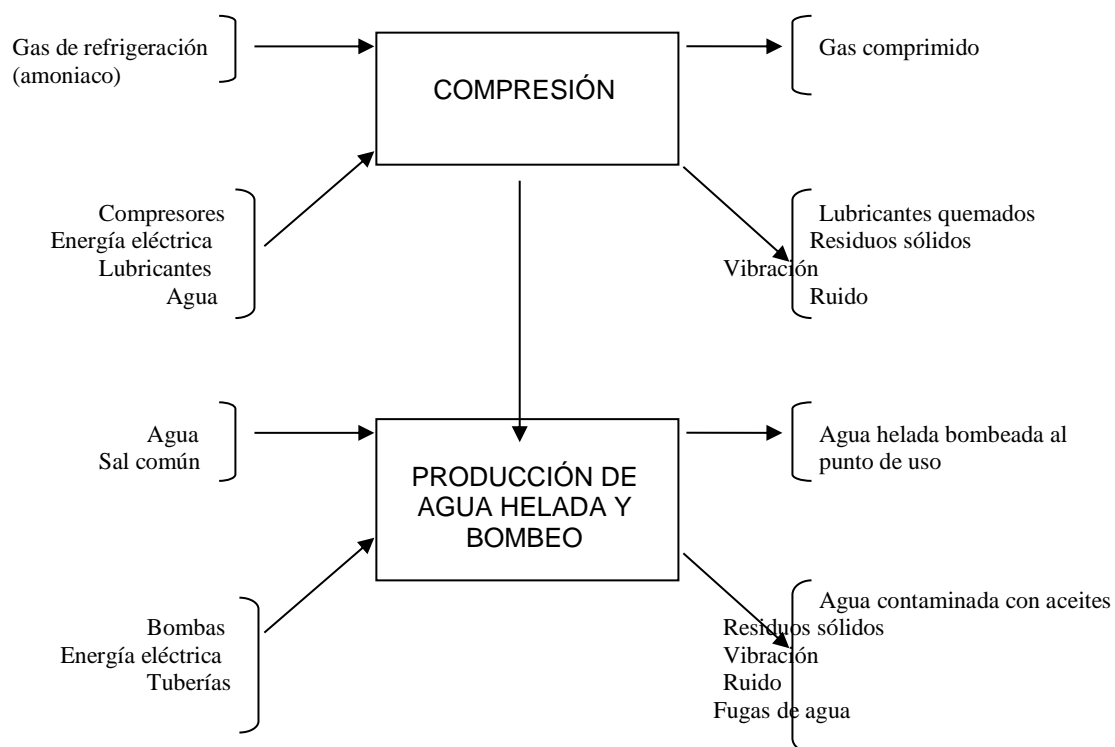 Gas de refrigeración
(amoniaco)
COMPRESIÓN
Gas comprimido
Compresores
Energía eléctrica
Lubricantes
Agua
Lubricantes quemados
Residuos sólidos
Vibración
Ruido
Agua
Sal común
PRODUCCIÓN DE
AGUA HELADA Y
BOMBEO
Agua helada bombeada al
punto de uso
Bombas
Energía eléctrica
Tuberías
Agua contaminada con aceites
Residuos sólidos
Vibración
Ruido
Fugas de agua